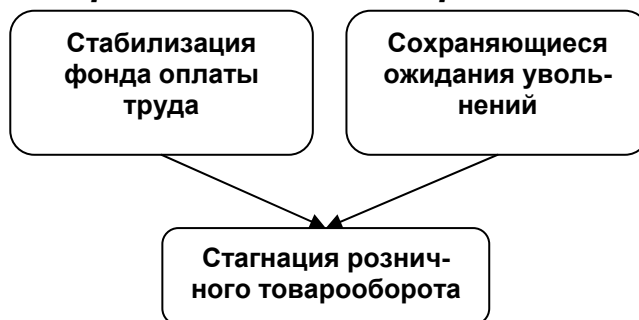 Стабилизация
фонда оплаты
труда
Сохраняющиеся
ожидания уволь-
нений
Стагнация рознич-
ного товарооборота